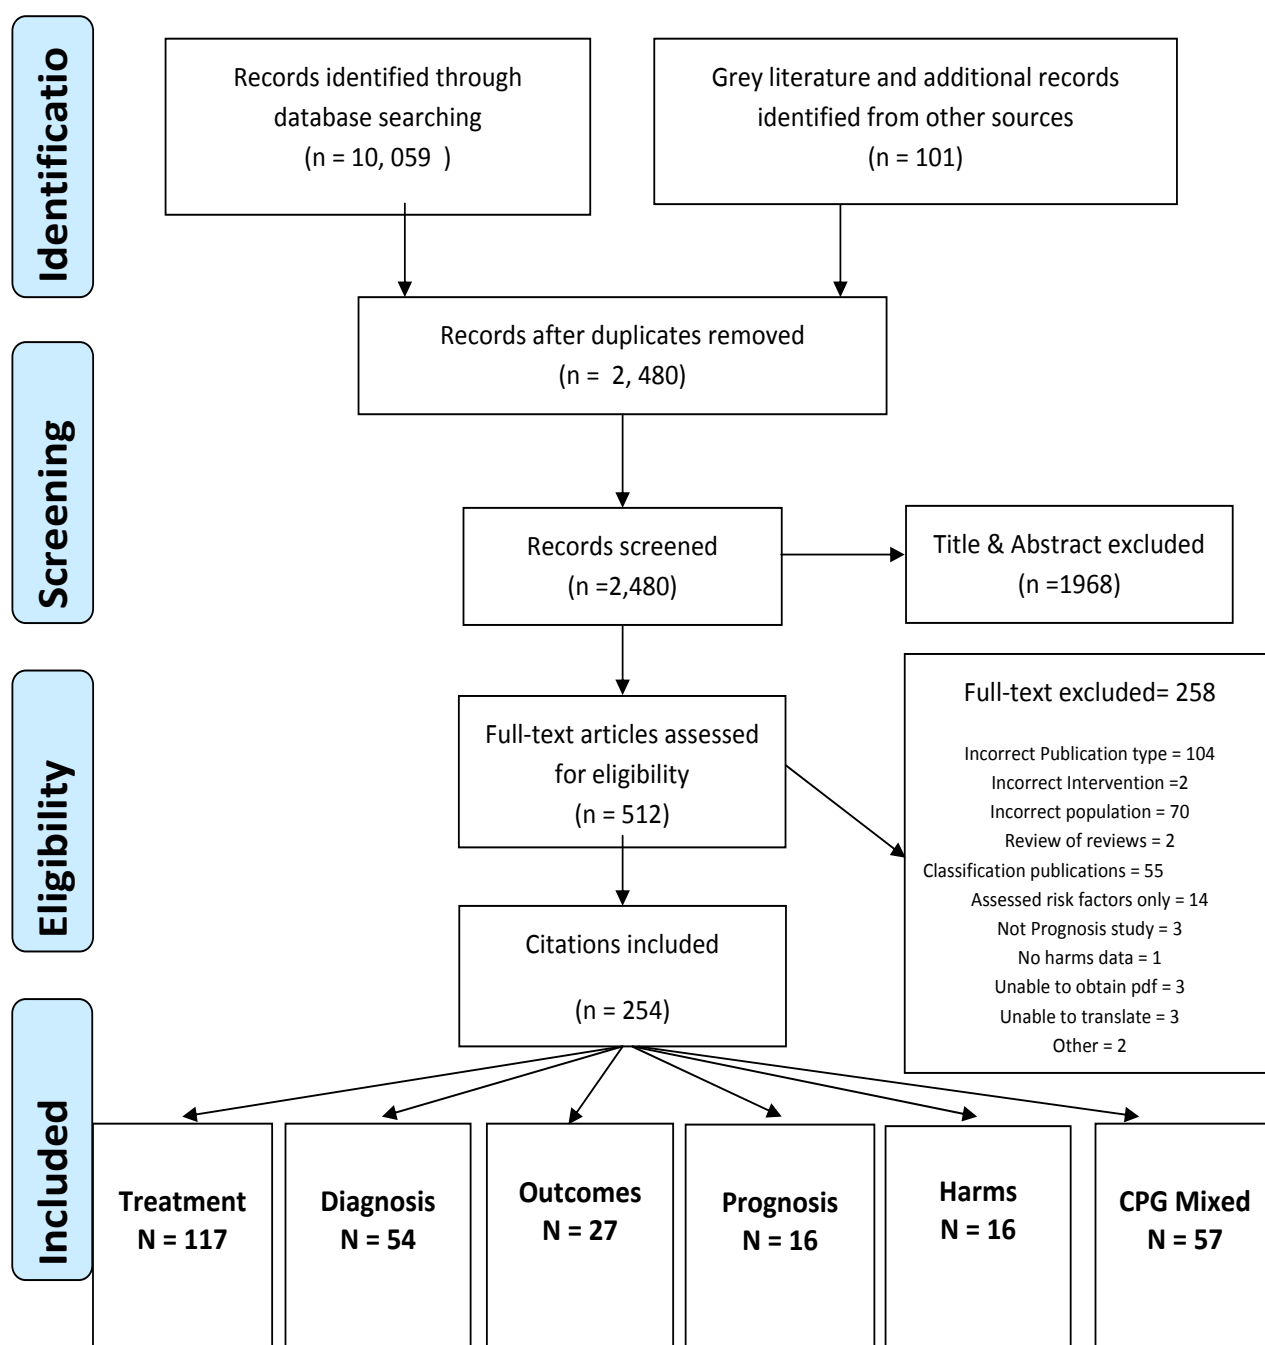 Identificatio
Records identified through
database searching
(n = 10, 059  )
Grey literature and additional records
identified from other sources
(n = 101)
Records after duplicates removed
(n =  2, 480)
Screening
Records screened
(n =2,480)
Title & Abstract excluded
(n =1968)
Eligibility
Full-text articles assessed
for eligibility
(n = 512)
Full-text excluded= 258
Incorrect Publication type = 104
Incorrect Intervention =2
Incorrect population = 70
Review of reviews = 2
Classification publications = 55
Assessed risk factors only = 14
Not Prognosis study = 3
No harms data = 1
Unable to obtain pdf = 3
Unable to translate = 3
Other = 2
Citations included
(n = 254)
Included
Treatment
N = 117
Diagnosis
N = 54
Outcomes
N = 27
Prognosis
N = 16
Harms
N = 16
CPG Mixed
N = 57